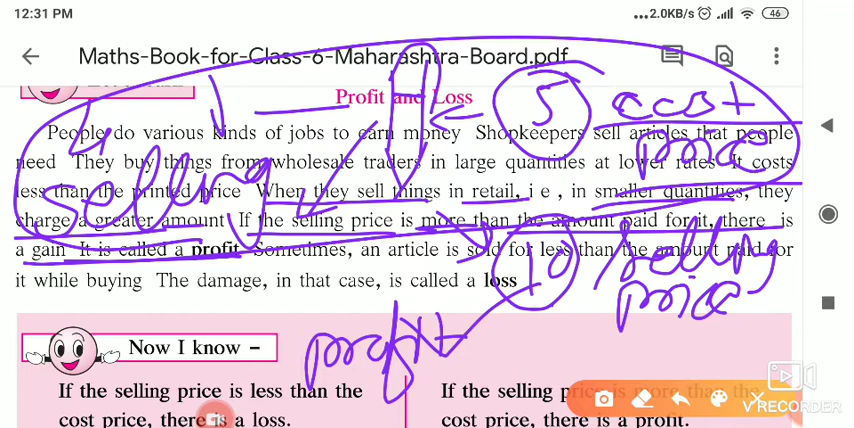 12:31 PM
...2.0KB/s
46
Maths-Book-for-Class-6-Maharashtra-Board.pdf
Profit and Loss
5 cost price
People do various kinds of jobs to earn money Shopkeepers sell articles that people
need They buy things from wholesale traders in large quantities at lower rates It costs
less than the printed price When they sell things in retail, i e, in smaller quantities, they
charge a greater amount If the selling price is more than the amount paid for it, there is
a gain It is called a profit Sometimes, an article is sold for less than the amount paid for
it while buying The damage, in that case, is called a loss
selling
10 selling price
profit
Now I know –
If the selling price is less than the
cost price, there is a loss.
If the selling price is more than the
cost price, there is a profit.
V RECORDER